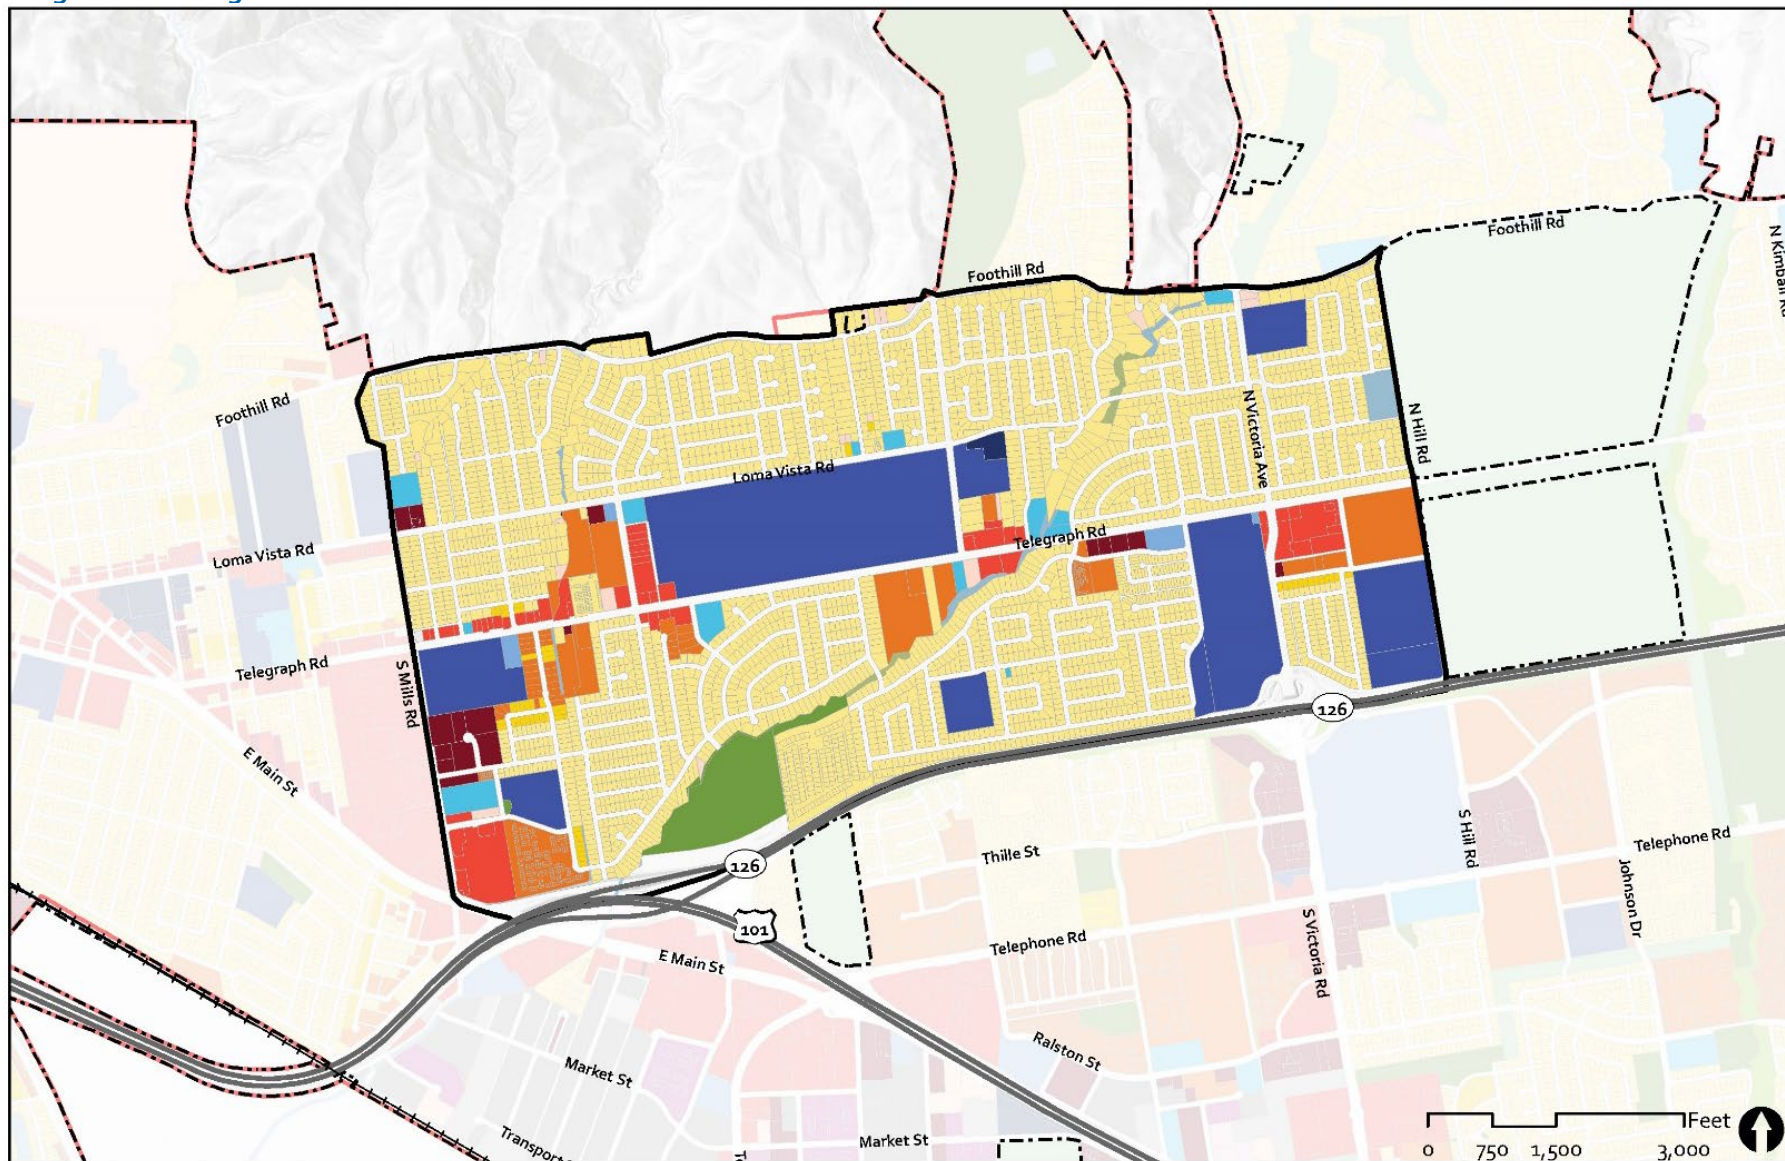 Foothill Rd
Foothill Rd
N Kimball Rd
Foothill Rd
N Victoria Ave
N Hill Rd
Loma Vista Rd
Loma Vista Rd
Telegraph Rd
Telegraph Rd
S Mills Rd
126
E Main St
S Hill Rd
Telephone Rd
Thille St
126
Johnson Dr
101
Telephone Rd
S Victoria Rd
E Main St
Ralston St
Market St
Market St
Transport
Feet
0 750 1,500 3,000